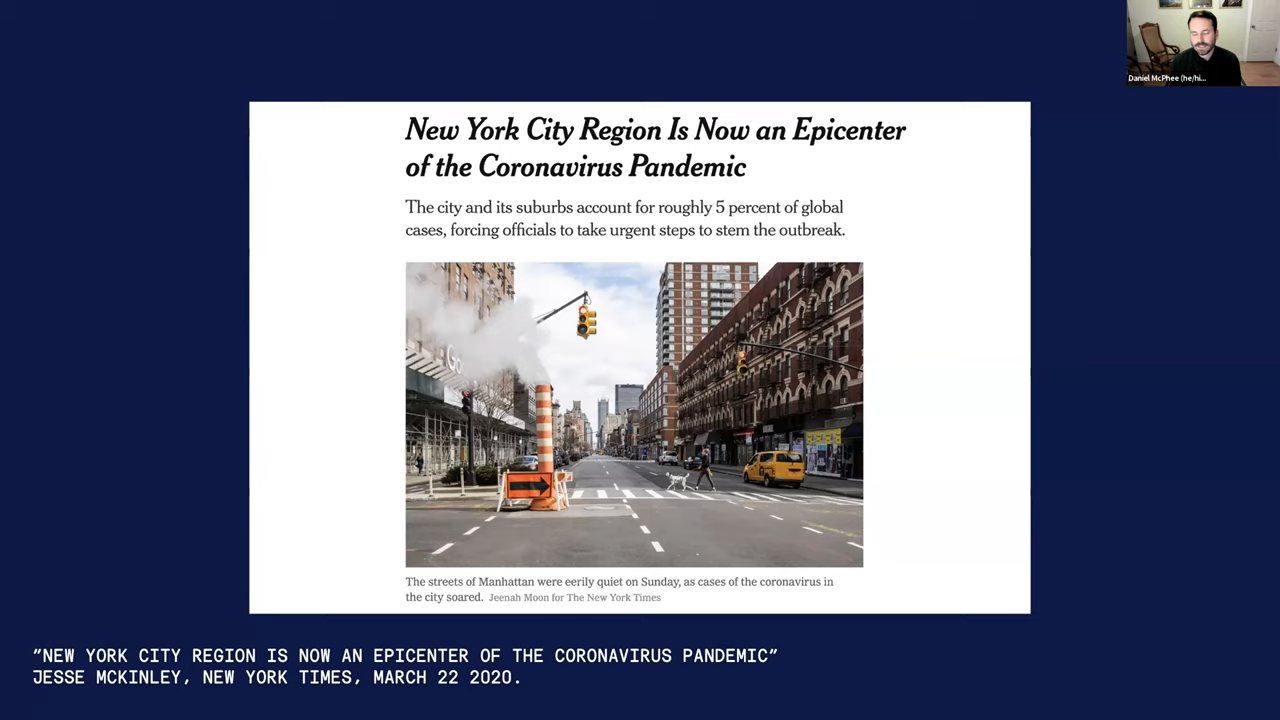 Daniel McPhee (he/hi...
New York City Region Is Now an Epicenter
of the Coronavirus Pandemic
The city and its suburbs account for roughly 5 percent of global
cases, forcing officials to take urgent steps to stem the outbreak.
Go
The streets of Manhattan were eerily quiet on Sunday, as cases of the coronavirus in
the city soared. Jeenah Moon for The New York Times
"NEW YORK CITY REGION IS NOW AN EPICENTER OF THE CORONAVIRUS PANDEMIC"
JESSE MCKINLEY, NEW YORK TIMES, MARCH 22 2020.